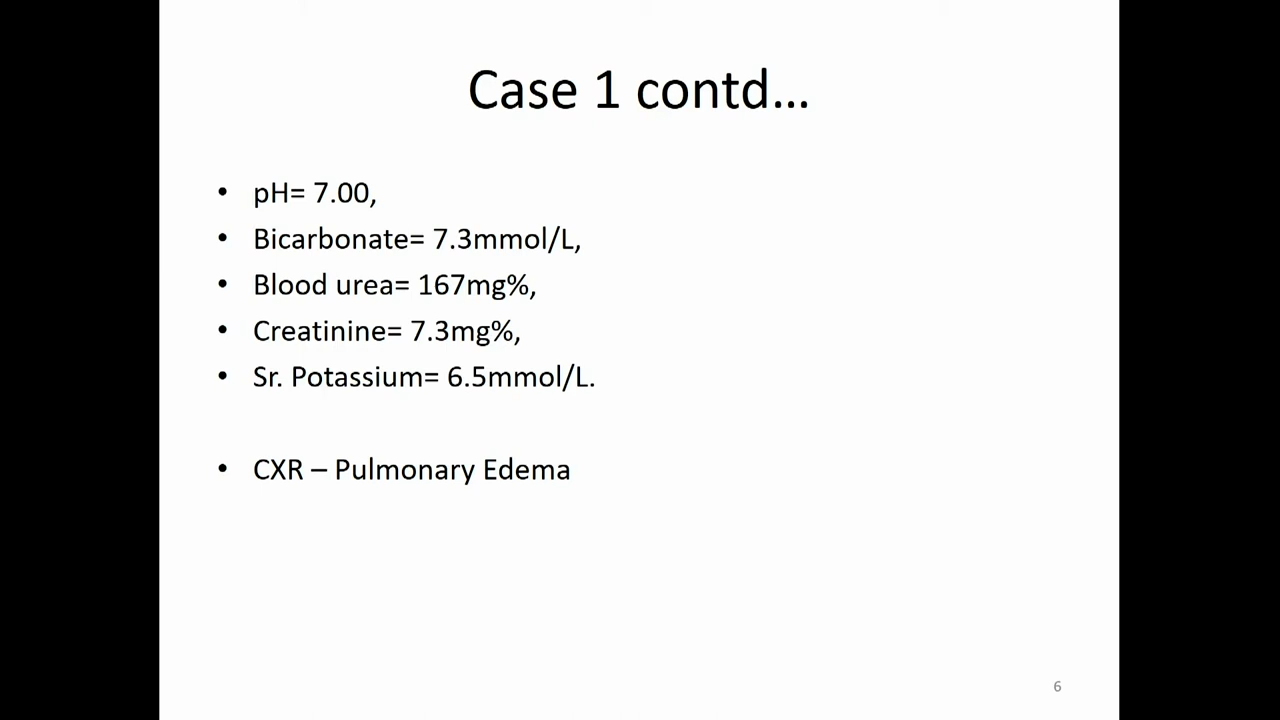 Case 1 contd...
• pH= 7.00,
• Bicarbonate= 7.3mmol/L,
• Blood urea= 167mg%,
• Creatinine= 7.3mg%,
• Sr. Potassium= 6.5mmol/L.
• CXR – Pulmonary Edema
6